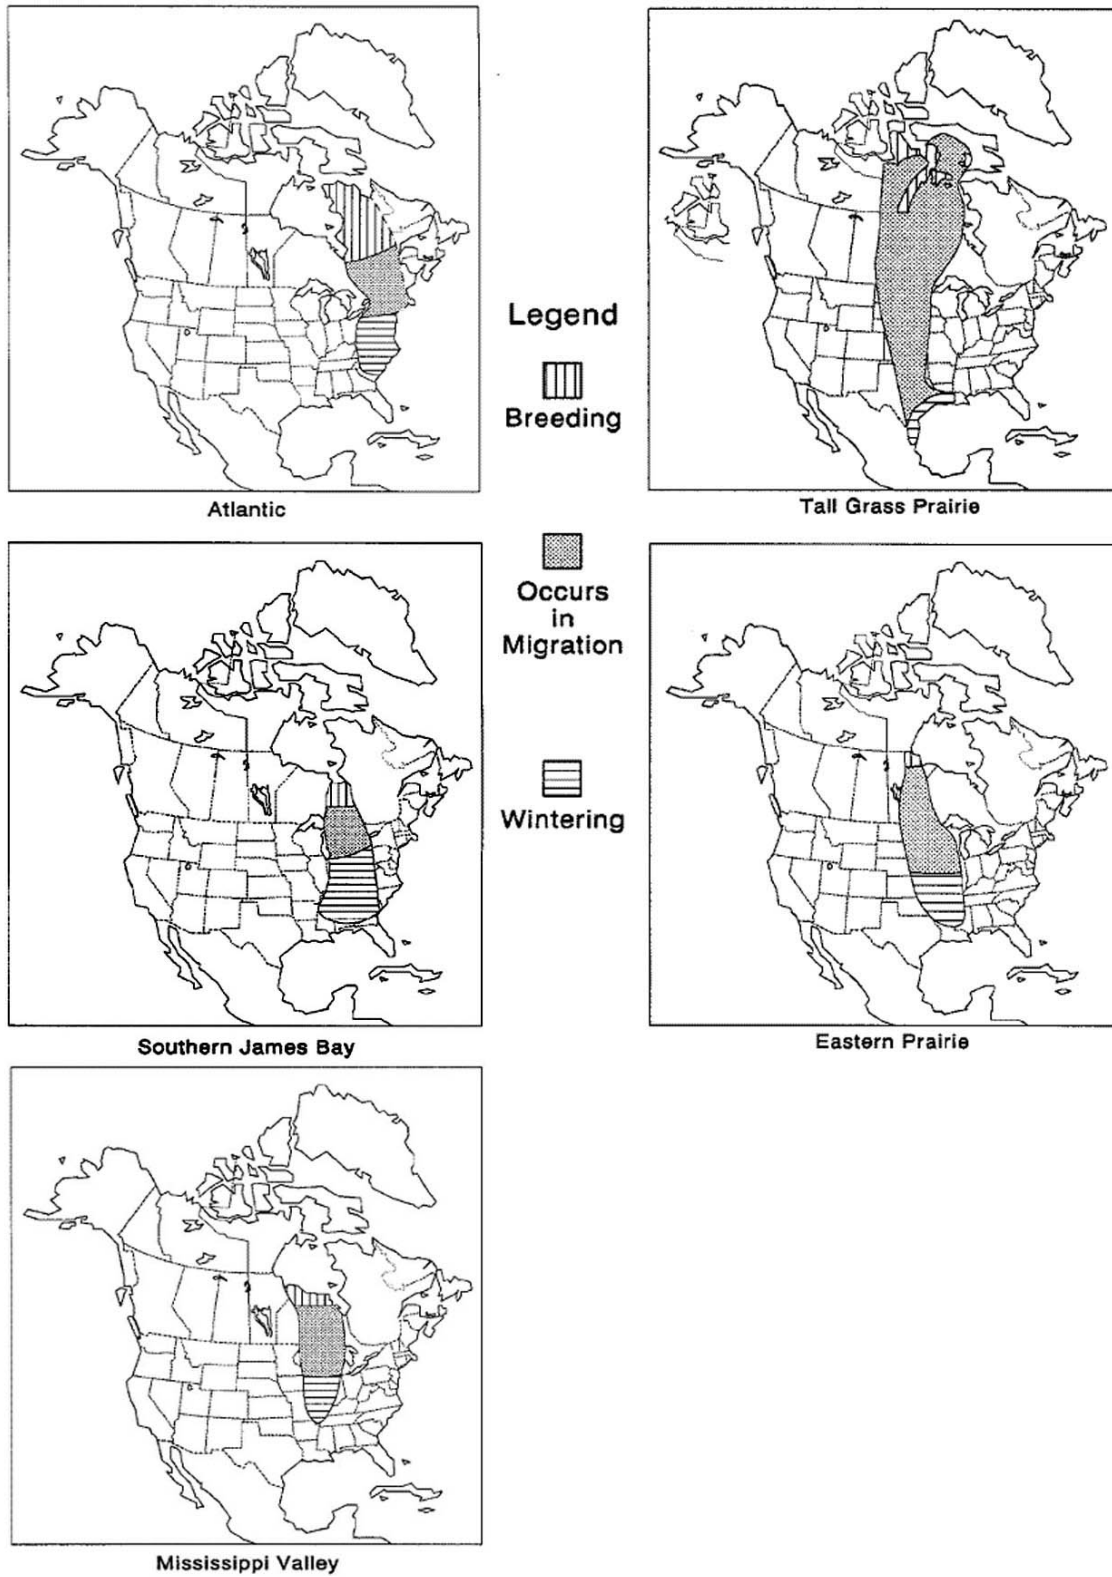 Atlantic
Legend
Breeding
Occurs
in
Migration
Wintering
Tall Grass Prairie
Southern James Bay
Eastern Prairie
Mississippi Valley